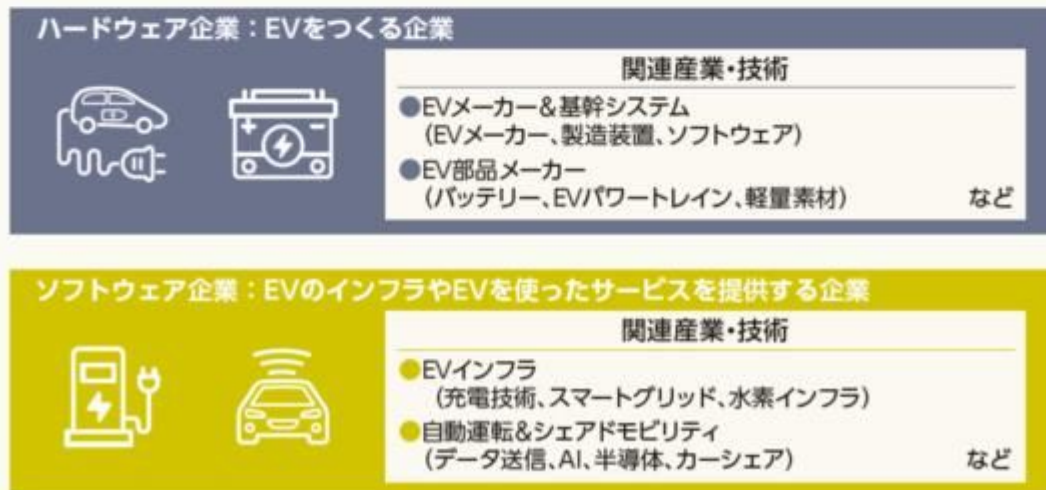 ハードウェア企業：EVをつくる企業
関連産業・技術
●EVメーカー&基幹システム
（EVメーカー、製造装置、ソフトウェア）
●EV部品メーカー
（バッテリー、EVパワートレイン、軽量素材） など
ソフトウェア企業：EVのインフラやEVを使ったサービスを提供する企業
関連産業・技術
●EVインフラ
（充電技術、スマートグリッド、水素インフラ）
●自動運転&シェアドモビリティ
（データ送信、AI、半導体、カーシェア） など